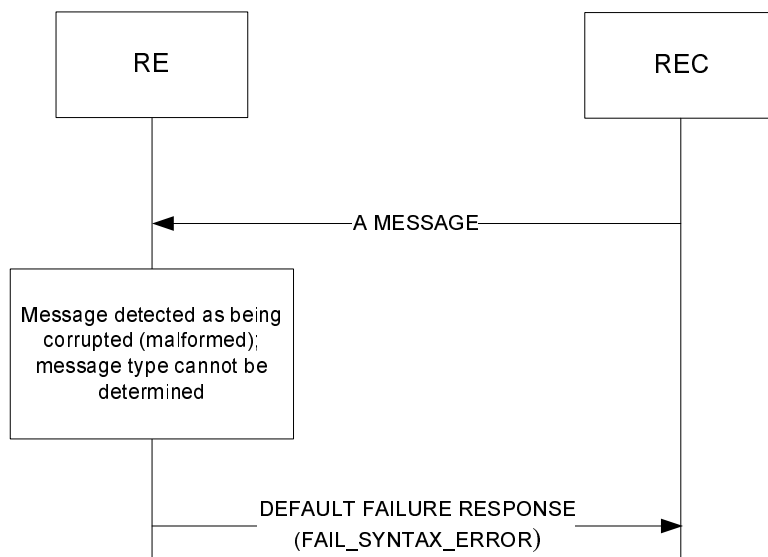 RE
REC
A MESSAGE
Message detected as being
corrupted (malformed);
message type cannot be
determined
DEFAULT FAILURE RESPONSE
(FAIL_SYNTAX_ERROR)